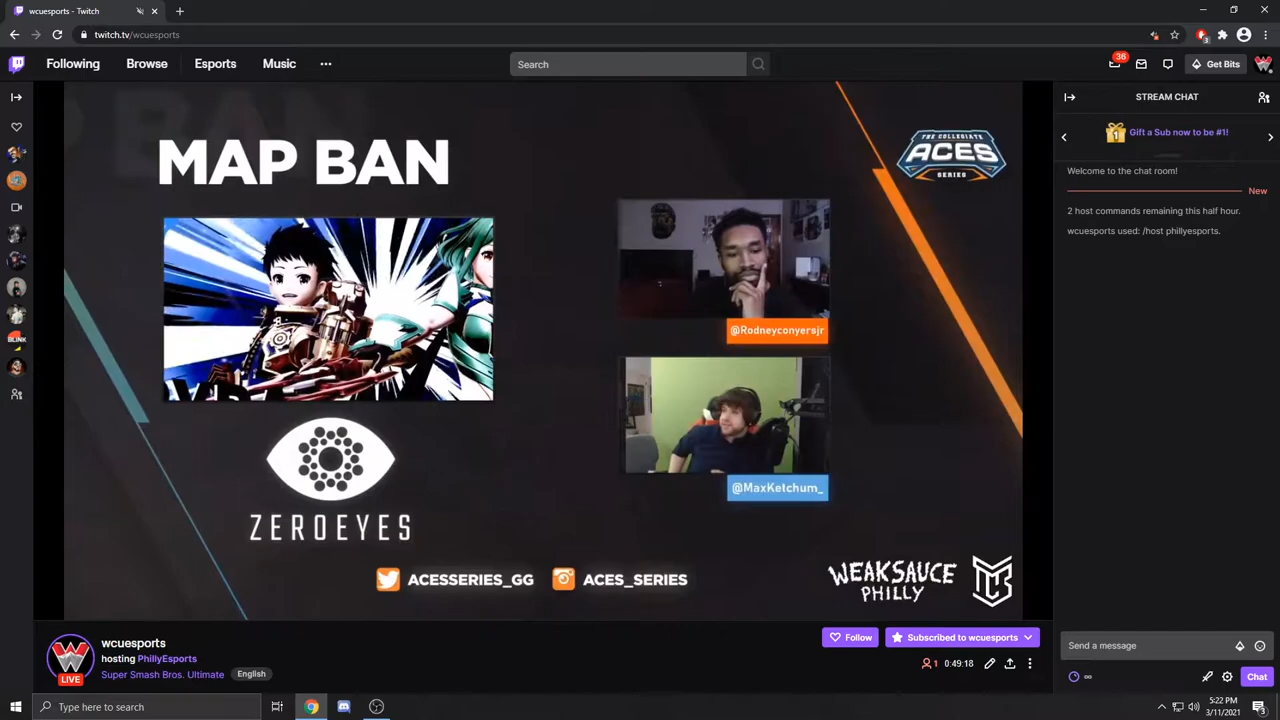 wcuesports - Twitch
twitch.tv/wcuesports
3
Following
Browse
Esports
Music
Search
36
Get Bits
MAP BAN
THE COLLEGIATE
ACES
SERIES
@Rodneyconyersjr
@MaxKetchum_
ZEROEYES
ACESSERIES_GG
ACES_SERIES
WEAKSAUCE
PHILLY
STREAM CHAT
1
Gift a Sub now to be #1!
Welcome to the chat room!
New
2 host commands remaining this half hour.
wcuesports used: /host phillyesports.
BLINK
LIVE
wcuesports
hosting PhillyEsports
Super Smash Bros. Ultimate
English
Follow
Subscribed to wcuesports
1
0:49:18
Send a message
∞
Chat
Type here to search
5:22 PM
3/11/2021
3